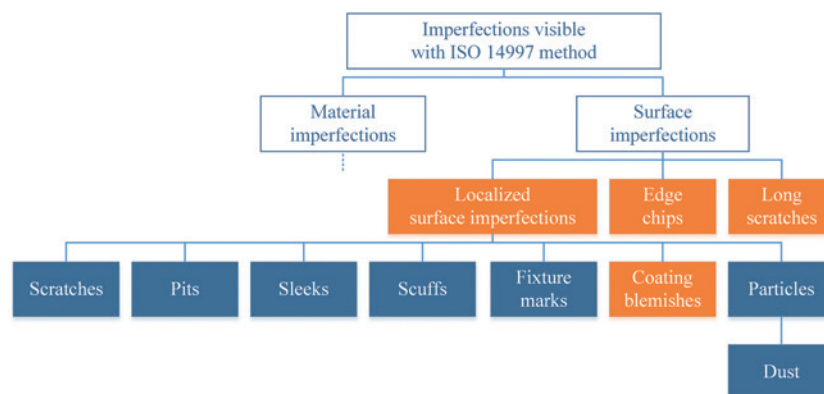 Imperfections visible
with ISO 14997 method
Material
imperfections
Surface
imperfections
Localized
surface imperfections
Edge
chips
Long
scratches
Scratches
Pits
Sleeks
Scuffs
Fixture
marks
Coating
blemishes
Particles
Dust